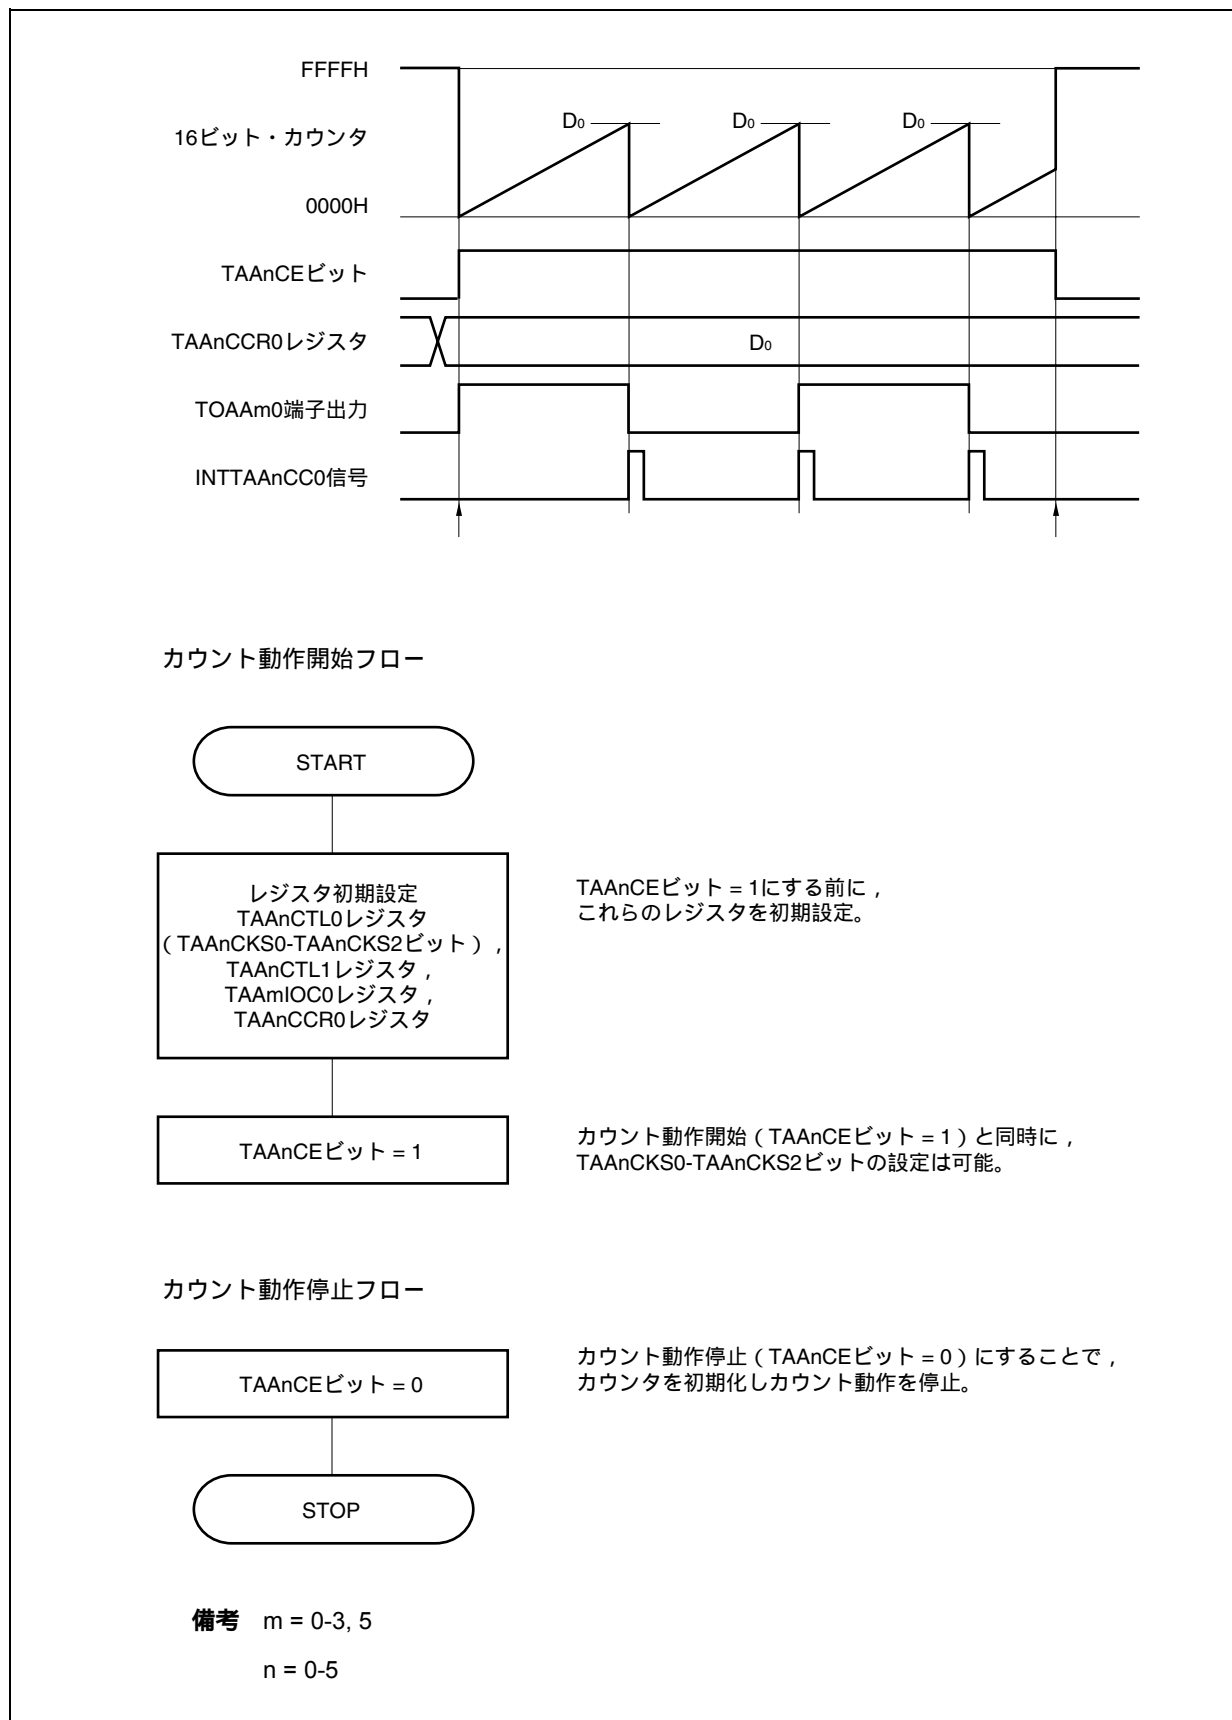 FFFFH
D0 D0 D0
16ビット・カウンタ
0000H
TAAnCEビット
TAAnCCR0レジスタ D0
TOAAm0端子出力
INTTAAnCC0信号
カウント動作開始フロー
START
レジスタ初期設定
TAAnCTL0レジスタ
（TAAnCKS0-TAAnCKS2ビット），
TAAnCTL1レジスタ，
TAAmIOC0レジスタ，
TAAnCCR0レジスタ
TAAnCEビット = 1にする前に，
これらのレジスタを初期設定。
TAAnCEビット = 1
カウント動作開始（TAAnCEビット = 1）と同時に，
TAAnCKS0-TAAnCKS2ビットの設定は可能。
カウント動作停止フロー
TAAnCEビット = 0
カウント動作停止（TAAnCEビット = 0）にすることで，
カウンタを初期化しカウント動作を停止。
STOP
備考 m = 0-3, 5
n = 0-5